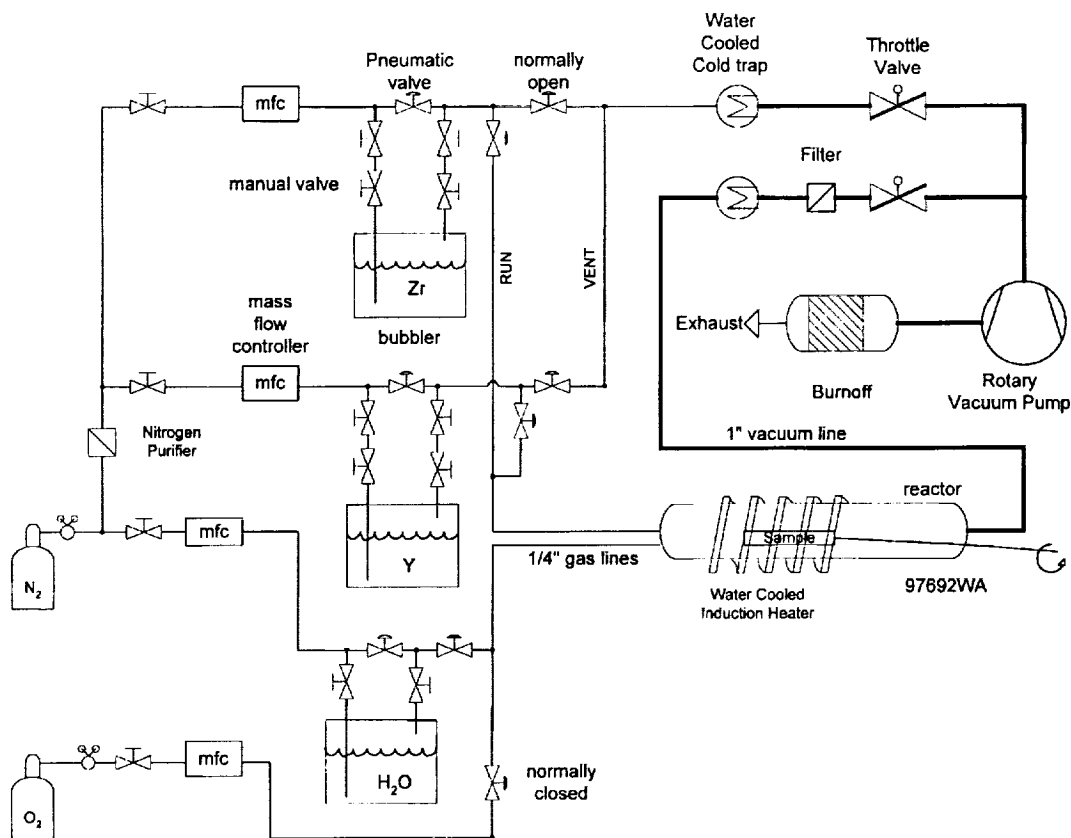 Water
Cooled
Cold trap
Throttle
Valve
Pneumatic
valve
normally
open
mfc
Filter
manual valve
Zr
RUN
VENT
bubbler
mass
flow
controller
mfc
Exhaust
Burnoff
Rotary
Vacuum Pump
Nitrogen
Purifier
1" vacuum line
reactor
mfc
Sample
N₂
Y
1/4" gas lines
97692WA
Water Cooled
Induction Heater
mfc
H₂O
normally
closed
O₂